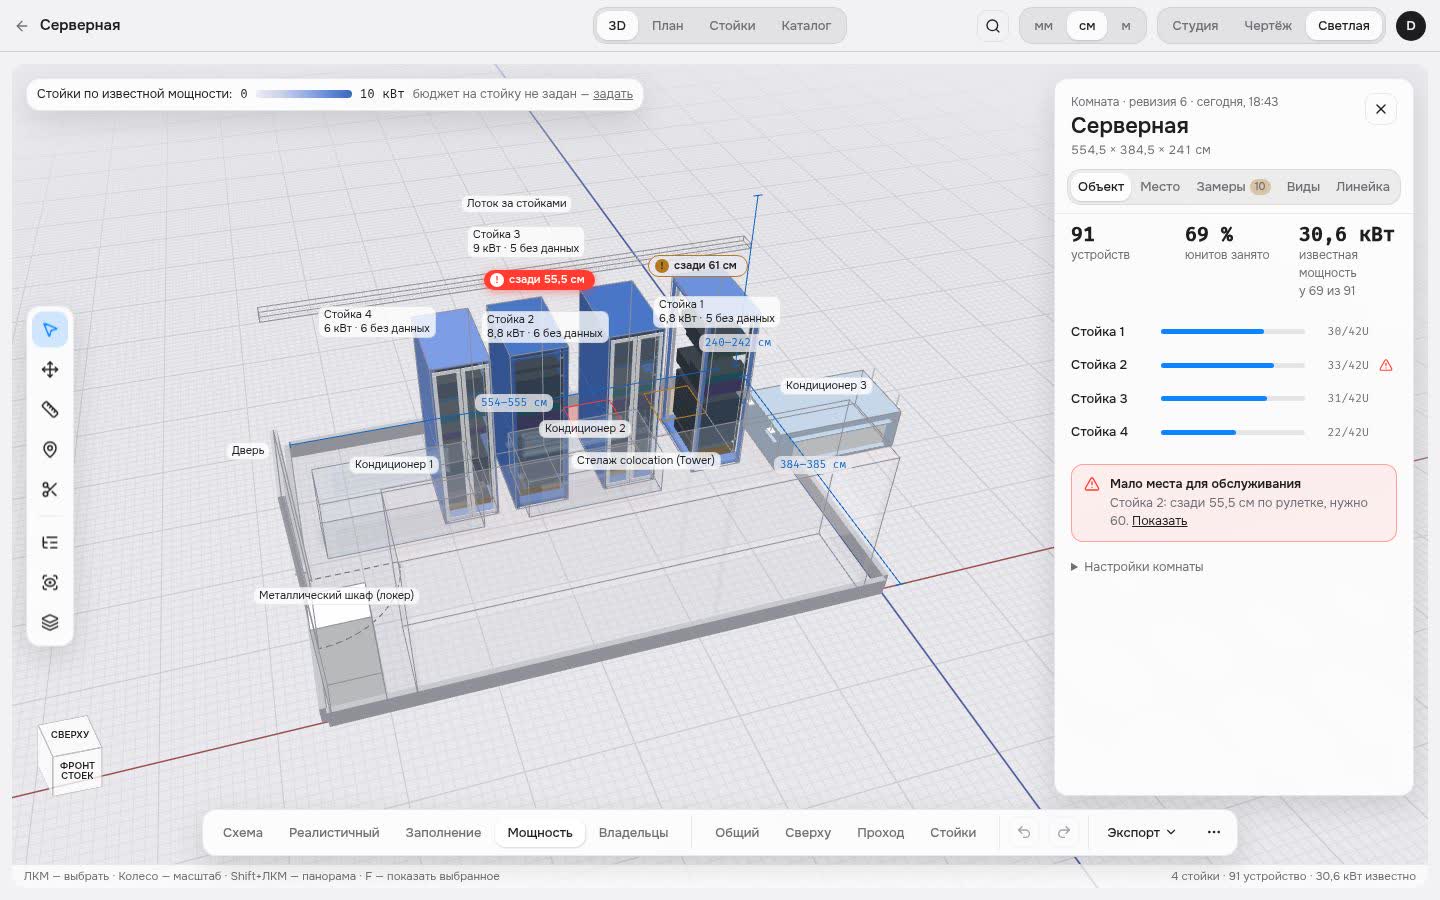 Серверная
3D План Стойки Каталог
мм см м
Студия Чертёж Светлая
D
Стойки по известной мощности: 0 10 кВт бюджет на стойку не задан — задать
Лоток за стойками
Стойка 3
9 кВт · 5 без данных
! сзади 55,5 см
! сзади 61 см
Стойка 4
6 кВт · 6 без данных
Стойка 2
8,8 кВт · 6 без данных
Стойка 1
6,8 кВт · 5 без данных
240–242 см
Кондиционер 3
554–555 см
Кондиционер 2
Дверь
Кондиционер 1
Стелаж colocation (Tower)
384–385 см
Металлический шкаф (локер)
СВЕРХУ
ФРОНТ
СТОЕК
Комната · ревизия 6 · сегодня, 18:43
Серверная
554,5 × 384,5 × 241 см
Объект Место Замеры 10 Виды Линейка
91 69 % 30,6 кВт
устройств юнитов занято известная
мощность
у 69 из 91
Стойка 1 30/42U
Стойка 2 33/42U
Стойка 3 31/42U
Стойка 4 22/42U
Мало места для обслуживания
Стойка 2: сзади 55,5 см по рулетке, нужно
60. Показать
Настройки комнаты
Схема Реалистичный Заполнение Мощность Владельцы Общий Сверху Проход Стойки Экспорт
ЛКМ — выбрать · Колесо — масштаб · Shift+ЛКМ — панорама · F — показать выбранное
4 стойки · 91 устройство · 30,6 кВт известно